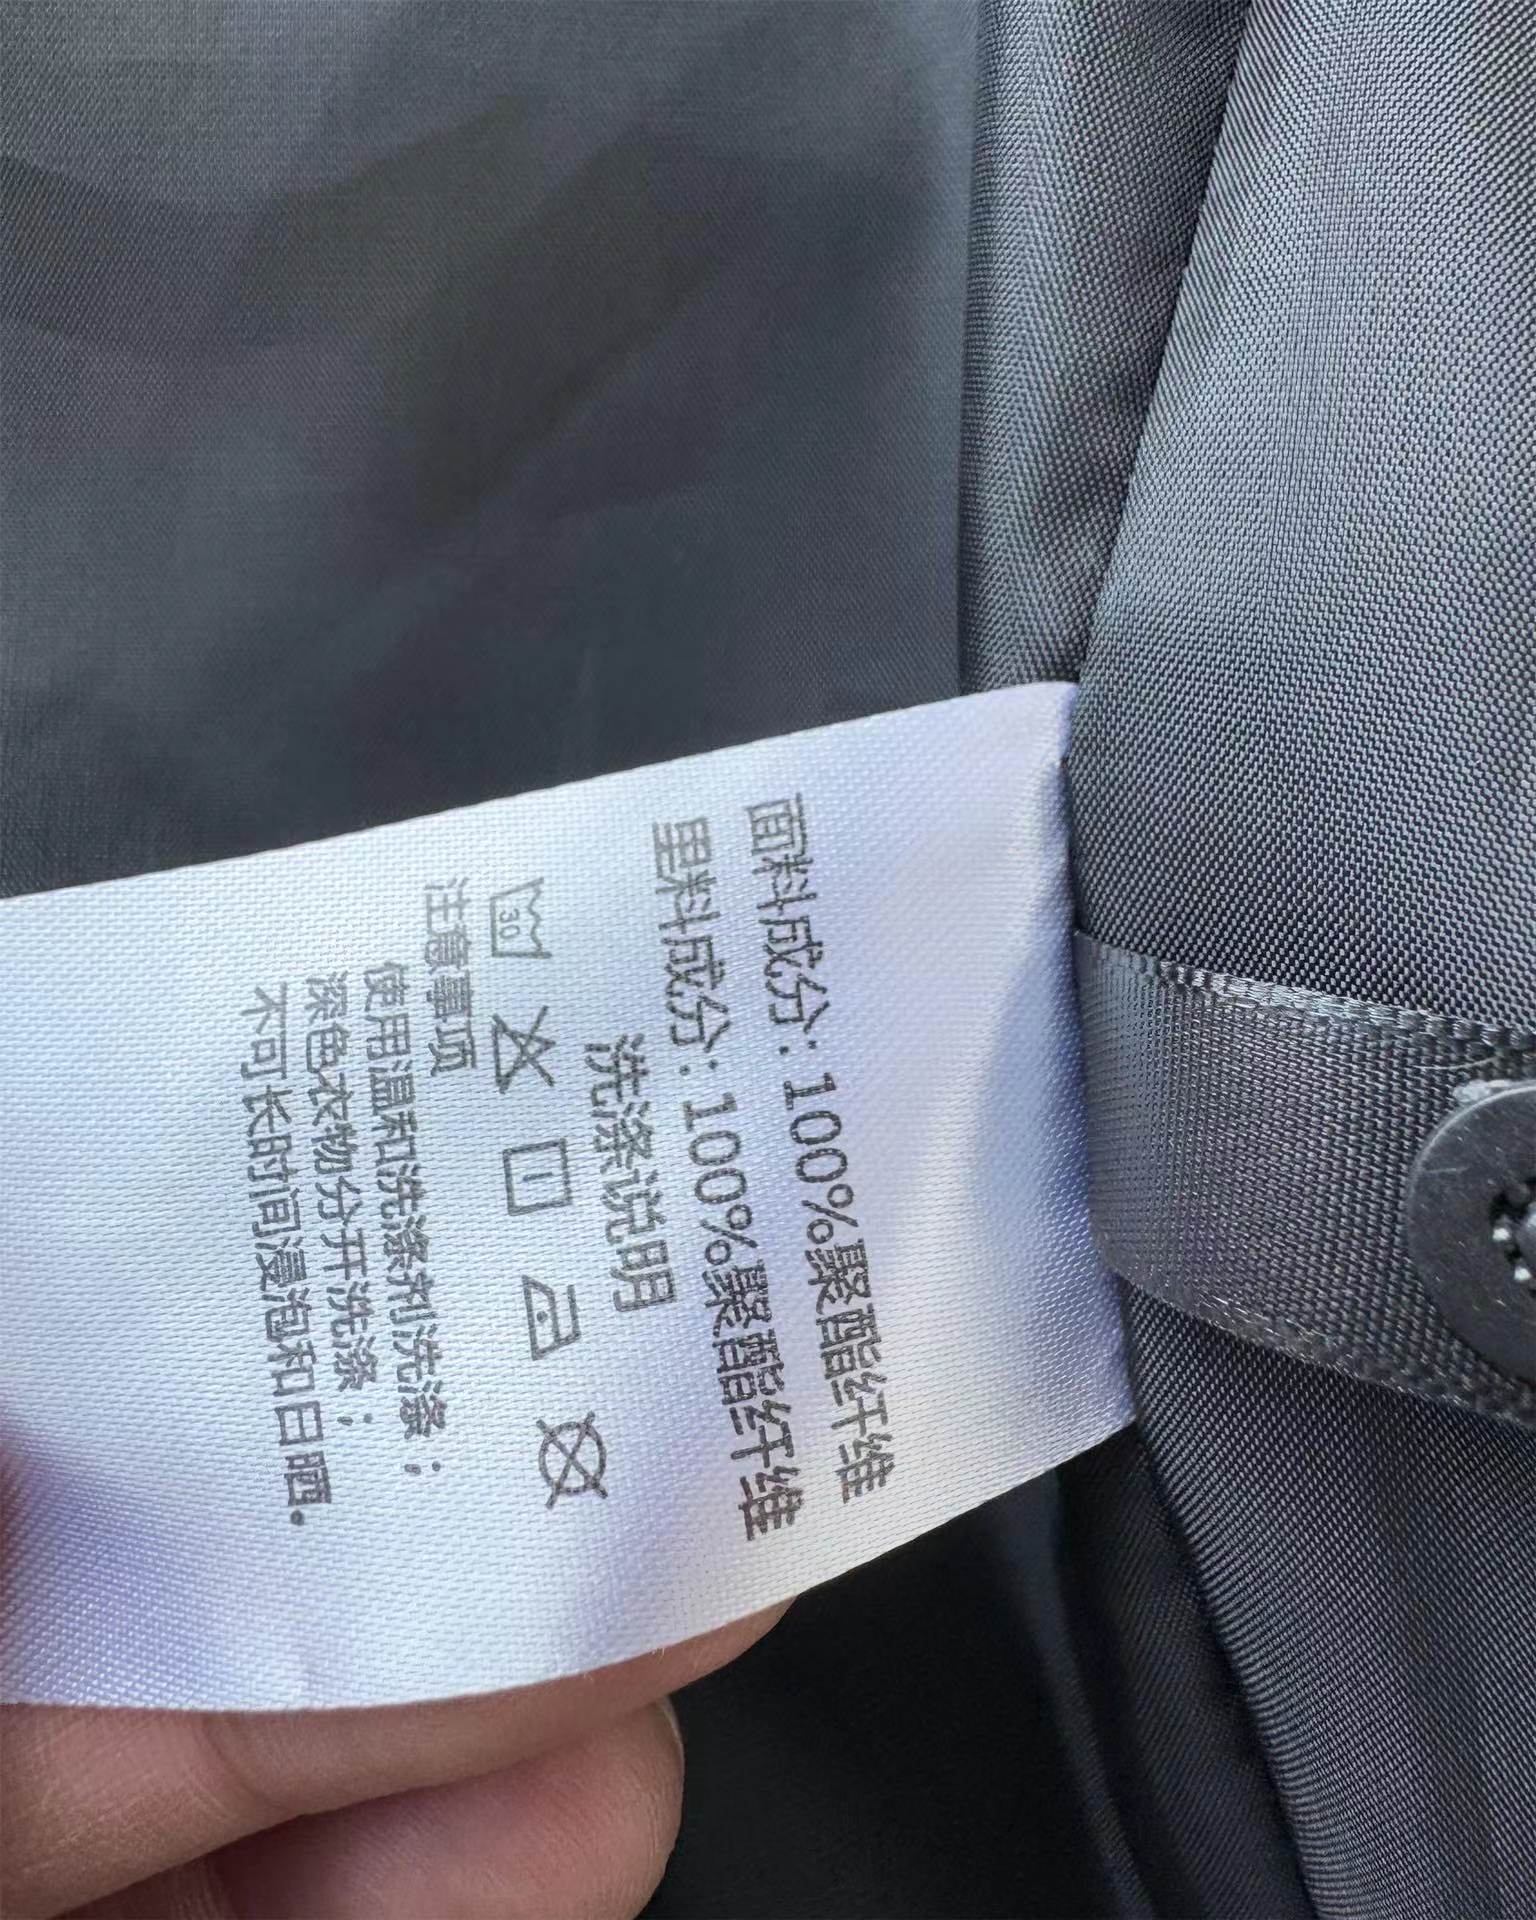 面料成分：100%聚酯纤维
里料成分：100%聚酯纤维
洗涤说明
30
注意事项
使用温和洗涤剂洗涤；
深色衣物分开洗涤；
不可长时间浸泡和日晒。